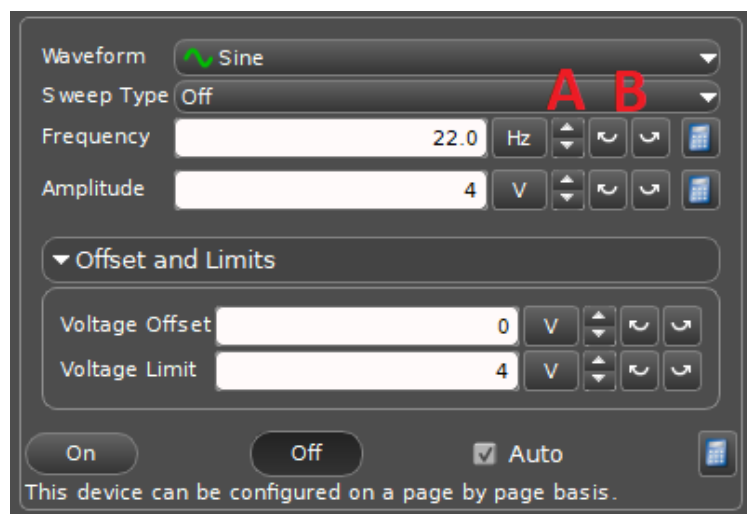 Waveform Sine
Sweep Type Off A B
Frequency 22.0 Hz
Amplitude 4 V
Offset and Limits
Voltage Offset 0 V
Voltage Limit 4 V
On Off Auto
This device can be configured on a page by page basis.